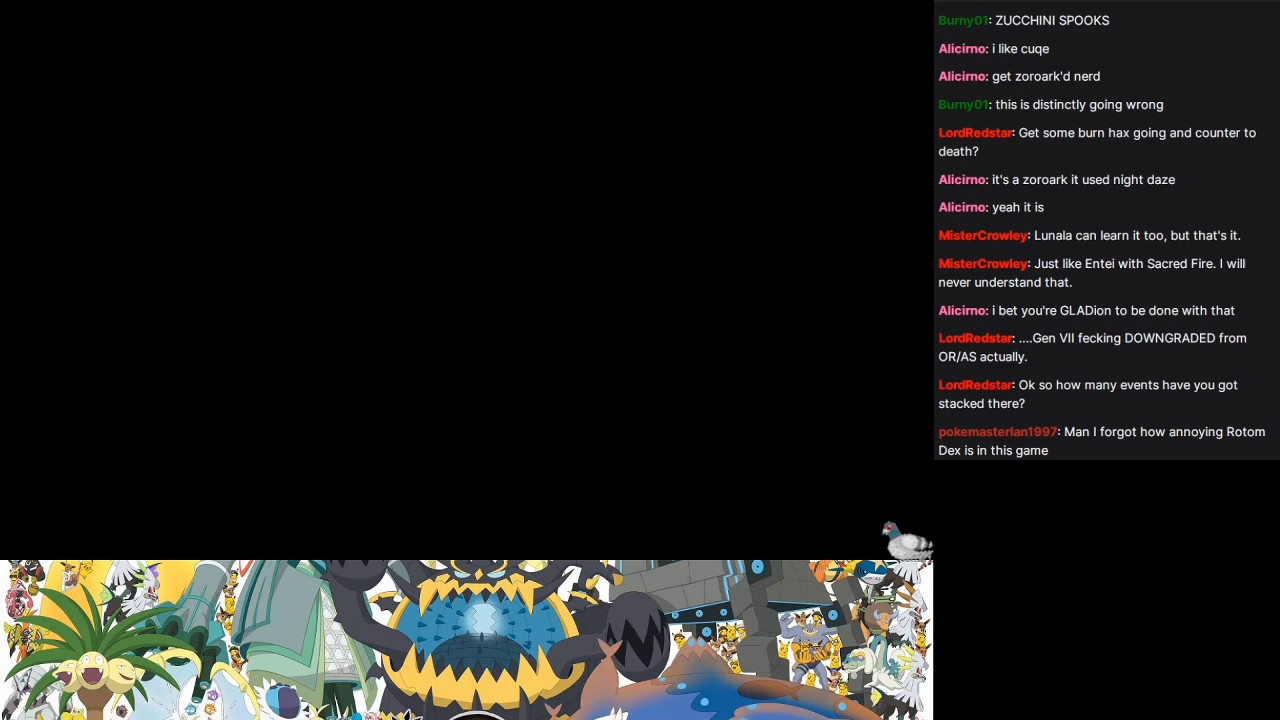 Burny01: ZUCCHINI SPOOKS
Alicirno: i like cuqe
Alicirno: get zoroark'd nerd
Burny01: this is distinctly going wrong
LordRedstar: Get some burn hax going and counter to
death?
Alicirno: it's a zoroark it used night daze
Alicirno: yeah it is
MisterCrowley: Lunala can learn it too, but that's it.
MisterCrowley: Just like Entei with Sacred Fire. I will
never understand that.
Alicirno: i bet you're GLADion to be done with that
LordRedstar: ....Gen VII fecking DOWNGRADED from
OR/AS actually.
LordRedstar: Ok so how many events have you got
stacked there?
pokemasterIan1997: Man I forgot how annoying Rotom
Dex is in this game